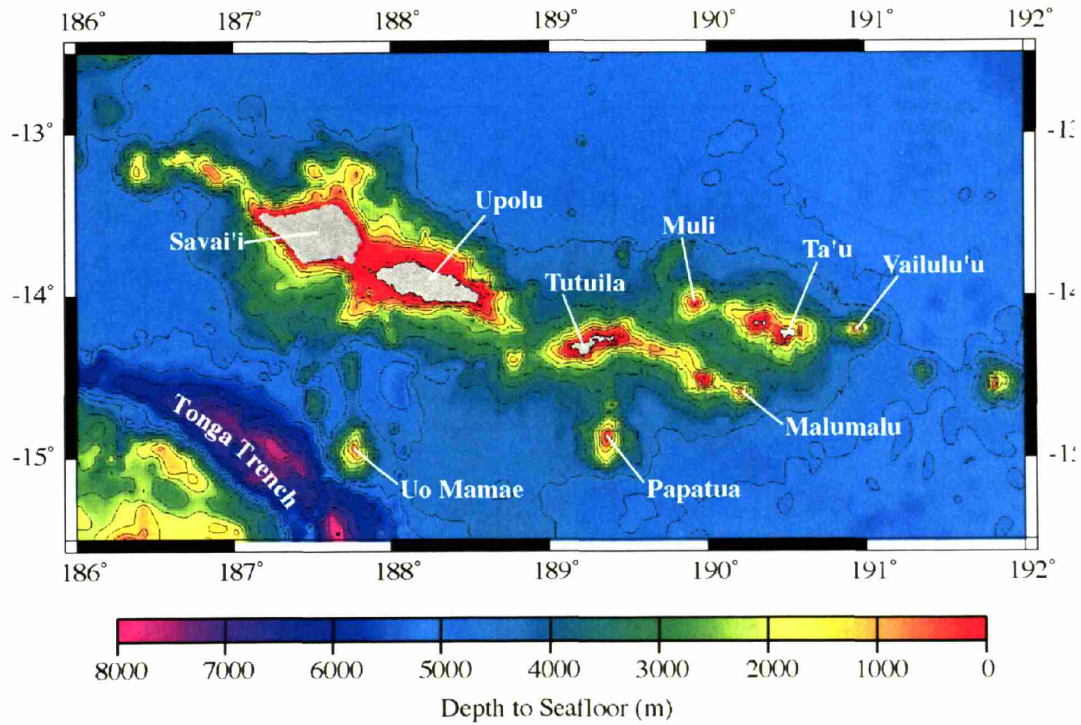 186° 187° 188° 189° 190° 191° 192°
-13° -13
Upolu
Muli
Savai'i
Ta'u
Vailulu'u
Tutuila
-14° -14
Tonga Trench
Malumalu
-15° -15
Uo Mamae
Papatua
186° 187° 188° 189° 190° 191° 192°
8000 7000 6000 5000 4000 3000 2000 1000 0
Depth to Seafloor (m)